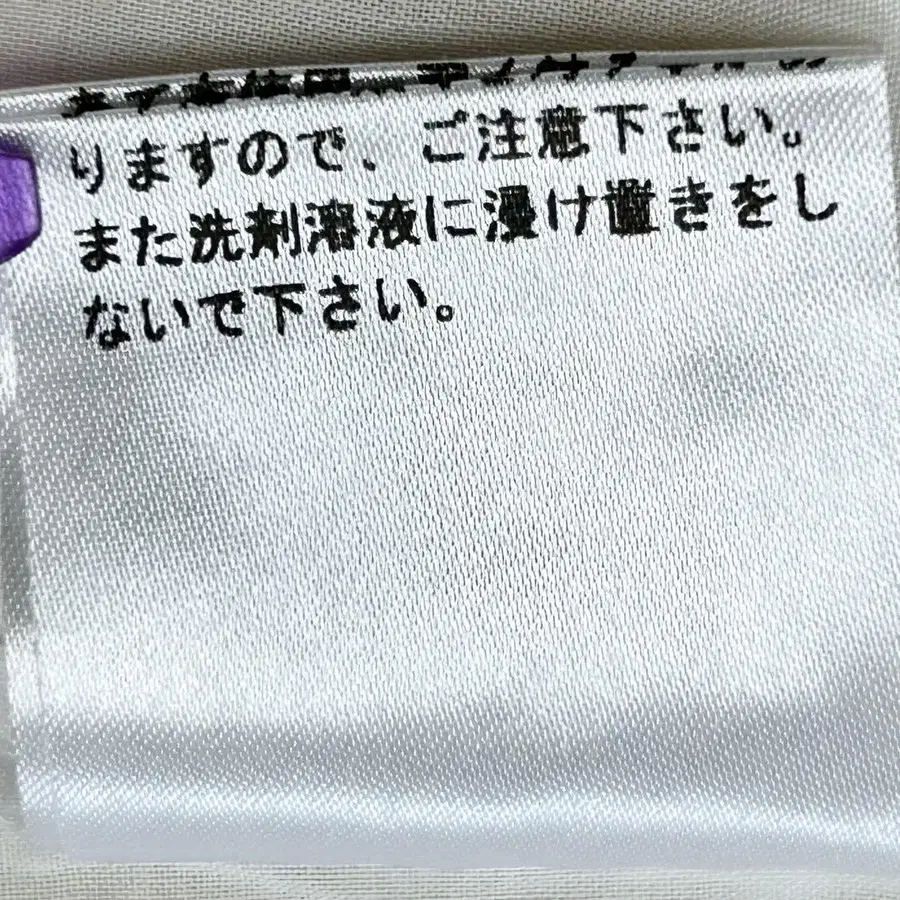 りますので、ご注意下さい。
また洗剤溶液に浸け置きをし
ないで下さい。